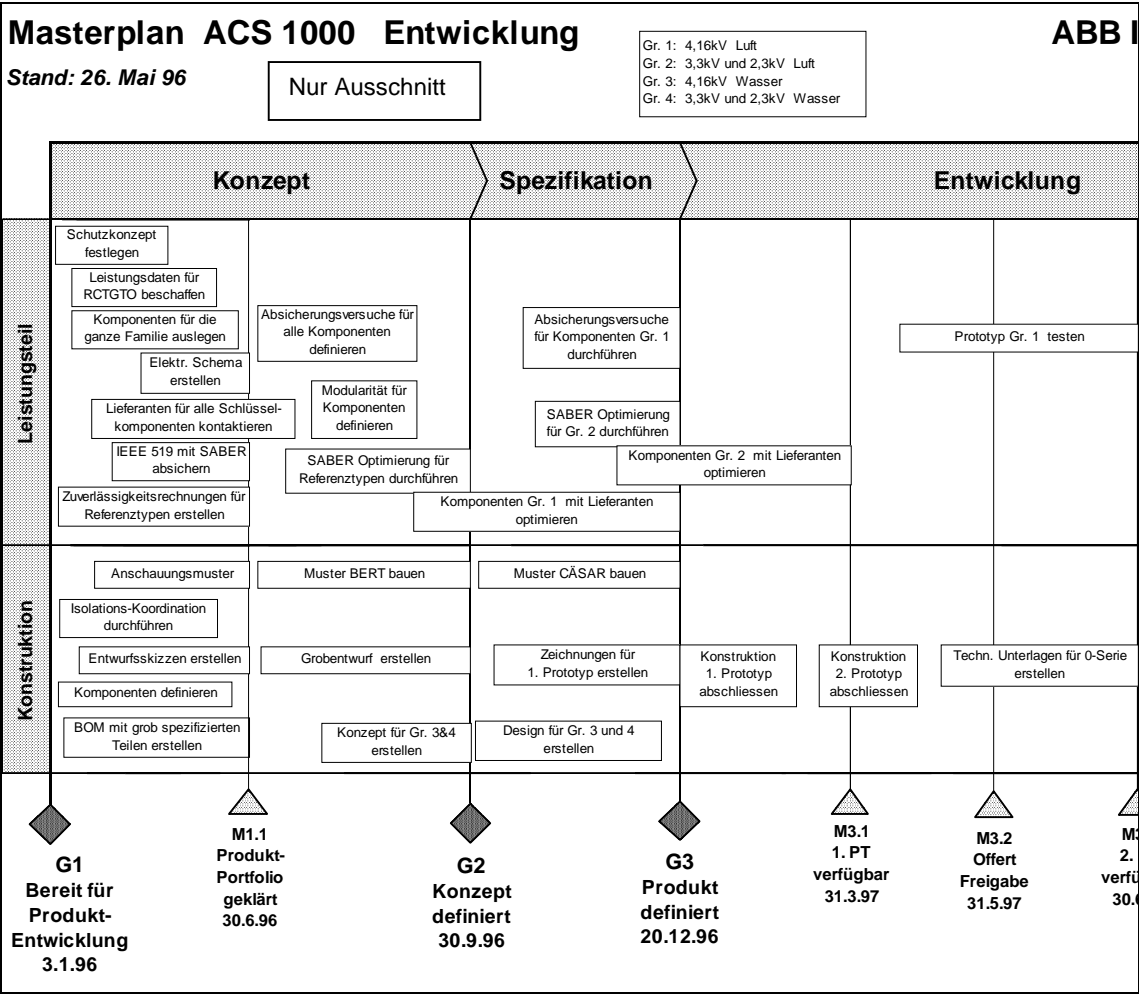 Masterplan ACS 1000 Entwicklung
ABB
Stand: 26. Mai 96
Nur Ausschnitt
Gr. 1: 4,16kV Luft
Gr. 2: 3,3kV und 2,3kV Luft
Gr. 3: 4,16kV Wasser
Gr. 4: 3,3kV und 2,3kV Wasser
Konzept
Spezifikation
Entwicklung
Leistungsteil
Schutzkonzept
festlegen
Leistungsdaten für
RCTGTO beschaffen
Komponenten für die
ganze Familie auslegen
Elektr. Schema
erstellen
Lieferanten für alle Schlüssel-
komponenten kontaktieren
IEEE 519 mit SABER
absichern
Zuverlässigkeitsrechnungen für
Referenztypen erstellen
Absicherungsversuche für
alle Komponenten
definieren
Modularität für
Komponenten
definieren
SABER Optimierung für
Referenztypen durchführen
Komponenten Gr. 1 mit Lieferanten
optimieren
Absicherungsversuche
für Komponenten Gr. 1
durchführen
SABER Optimierung
für Gr. 2 durchführen
Komponenten Gr. 2 mit Lieferanten
optimieren
Prototyp Gr. 1 testen
Konstruktion
Anschauungsmuster
Isolations-Koordination
durchführen
Entwurfsskizzen erstellen
Komponenten definieren
BOM mit grob spezifizierten
Teilen erstellen
Muster BERT bauen
Grobentwurf erstellen
Konzept für Gr. 3&4
erstellen
Muster CÄSAR bauen
Zeichnungen für
1. Prototyp erstellen
Design für Gr. 3 und 4
erstellen
Konstruktion
1. Prototyp
abschliessen
Konstruktion
2. Prototyp
abschliessen
Techn. Unterlagen für 0-Serie
erstellen
G1
Bereit für
Produkt-
Entwicklung
3.1.96
M1.1
Produkt-
Portfolio
geklärt
30.6.96
G2
Konzept
definiert
30.9.96
G3
Produkt
definiert
20.12.96
M3.1
1. PT
verfügbar
31.3.97
M3.2
Offert
Freigabe
31.5.97
2.